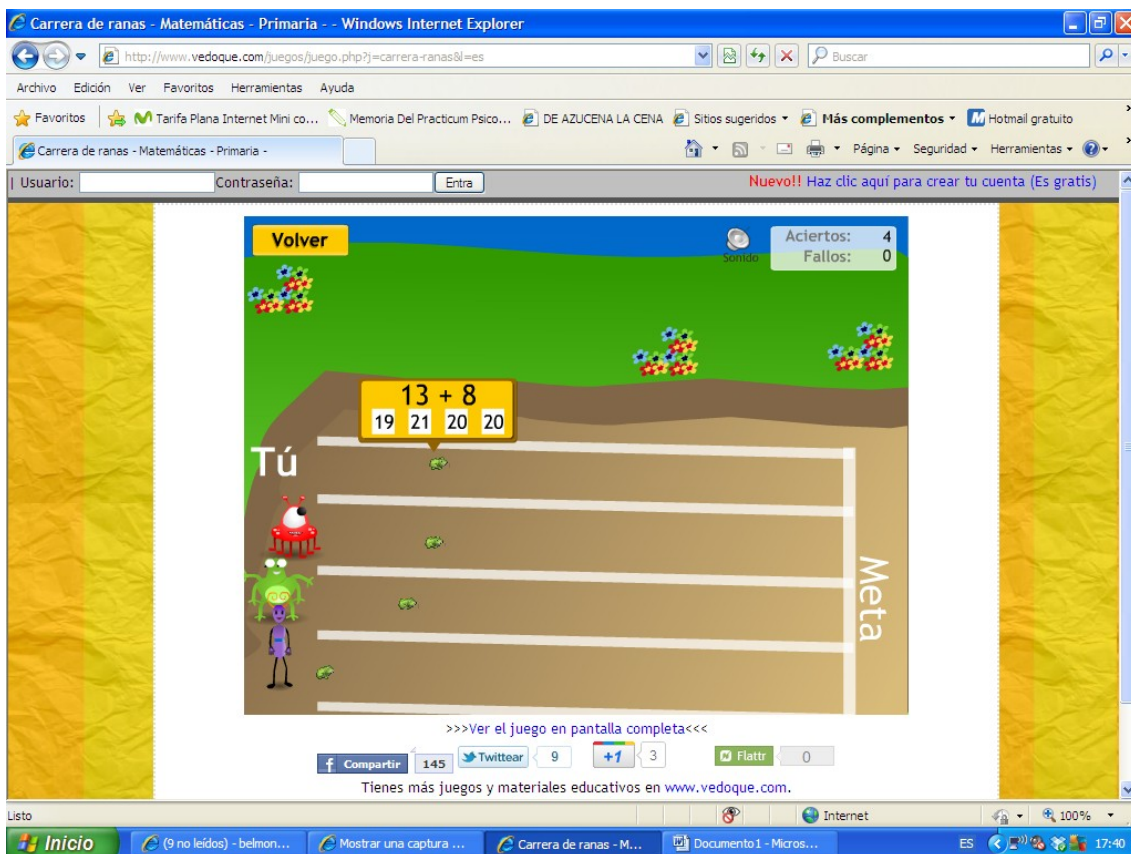 Carrera de ranas - Matemáticas - Primaria - - Windows Internet Explorer
http://www.vedoque.com/juegos/juego.php?j=carrera-ranas&l=es
Buscar
Archivo Edición Ver Favoritos Herramientas Ayuda
Favoritos Tarifa Plana Internet Mini co... Memoria Del Practicum Psico... DE AZUCENA LA CENA Sitios sugeridos Más complementos Hotmail gratuito
Carrera de ranas - Matemáticas - Primaria - Página Seguridad Herramientas
| Usuario: Contraseña: Entra Nuevo!! Haz clic aquí para crear tu cuenta (Es gratis)
Volver
Sonido
Aciertos: 4
Fallos: 0
13 + 8
19 21 20 20
Tú
Meta
>>>Ver el juego en pantalla completa<<<
f Compartir 145 Twittear 9 +1 3 Flattr 0
Tienes más juegos y materiales educativos en www.vedoque.com.
Listo Internet 100%
Inicio (9 no leídos) - belmon... Mostrar una captura ... Carrera de ranas - M... Documento1 - Micros... ES 17:40